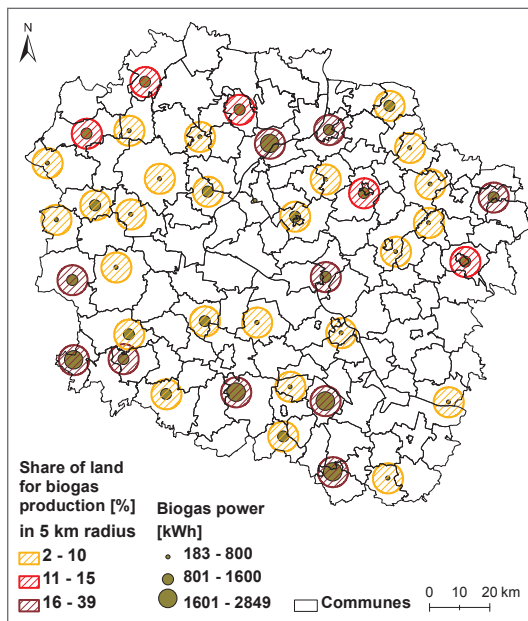 N
Share of land
for biogas
production [%]
in 5 km radius
2 - 10
11 - 15
16 - 39
Biogas power
[kWh]
183 - 800
801 - 1600
1601 - 2849
Communes
0 10 20 km